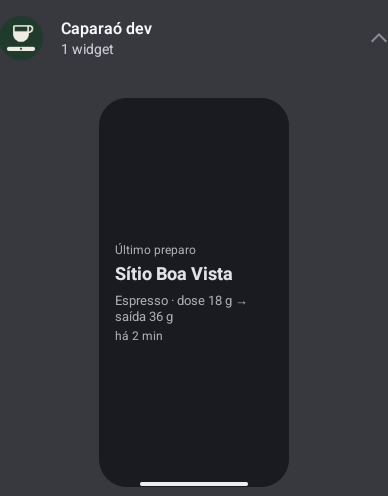 Caparaó dev
1 widget
Último preparo
Sítio Boa Vista
Espresso · dose 18 g →
saída 36 g
há 2 min